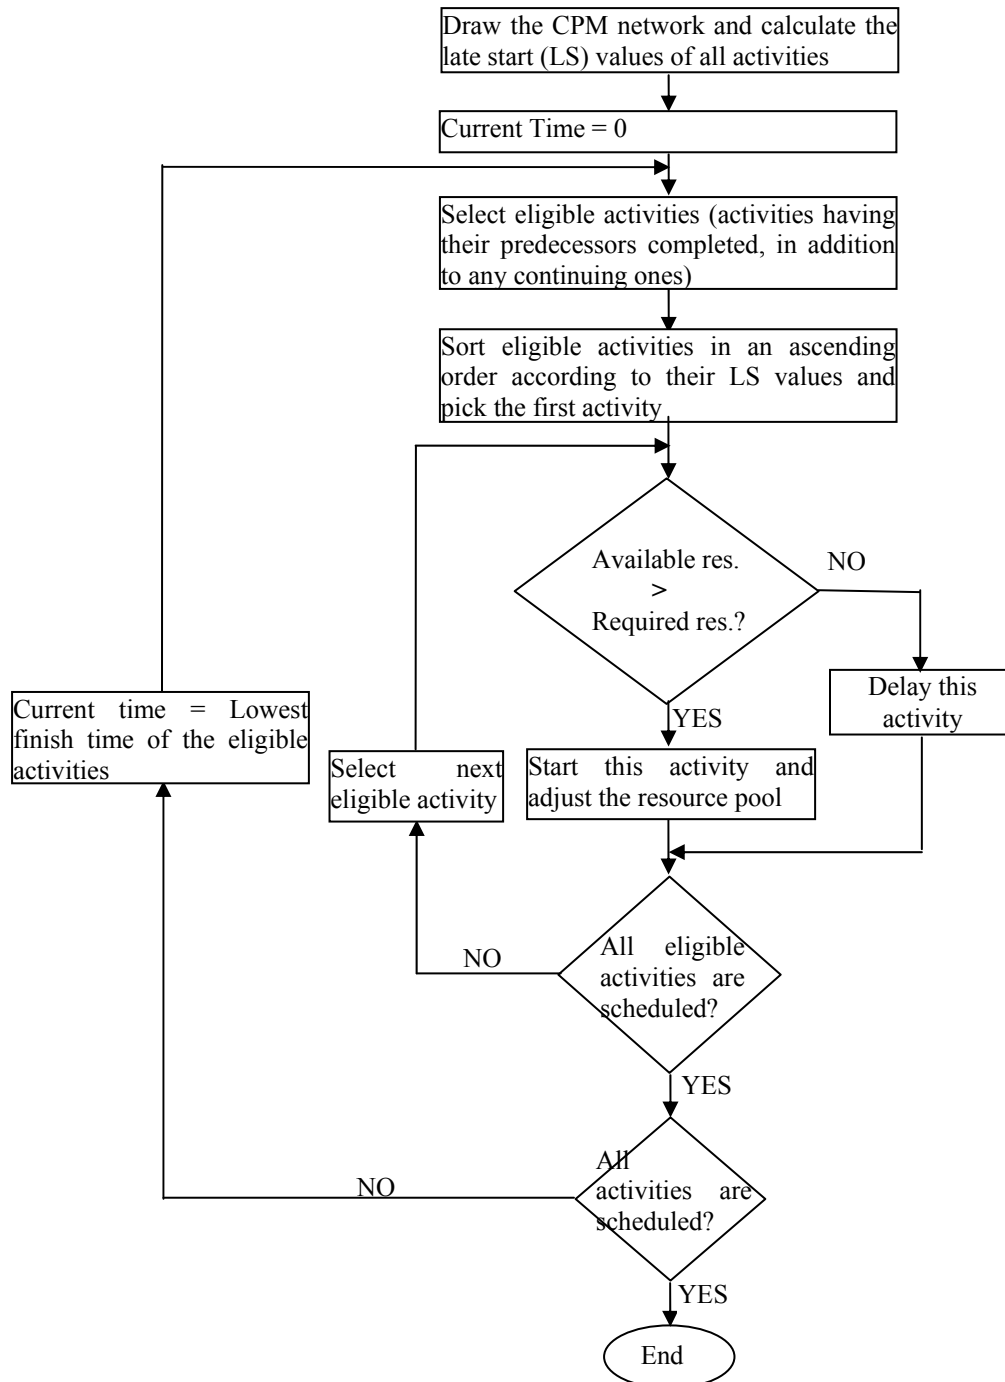 Draw the CPM network and calculate the
late start (LS) values of all activities
Current Time = 0
Select eligible activities (activities having
their predecessors completed, in addition
to any continuing ones)
Sort eligible activities in an ascending
order according to their LS values and
pick the first activity
Available res.
>
Required res.?
NO
Delay this
activity
YES
Current time = Lowest
finish time of the eligible
activities
Select next
eligible activity
Start this activity and
adjust the resource pool
All eligible
activities are
scheduled?
NO
YES
All
activities are
scheduled?
NO
YES
End